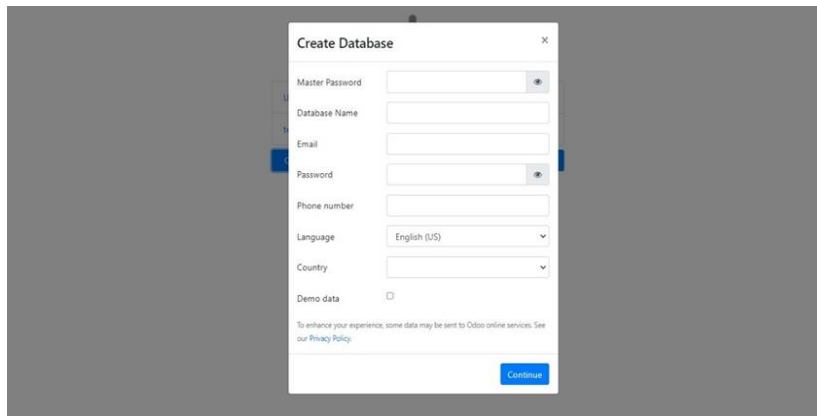 Create Database ×
Master Password
Database Name
Email
Password
Phone number
Language English (US)
Country
Demo data
To enhance your experience, some data may be sent to Odoo online services. See
our Privacy Policy.
Continue